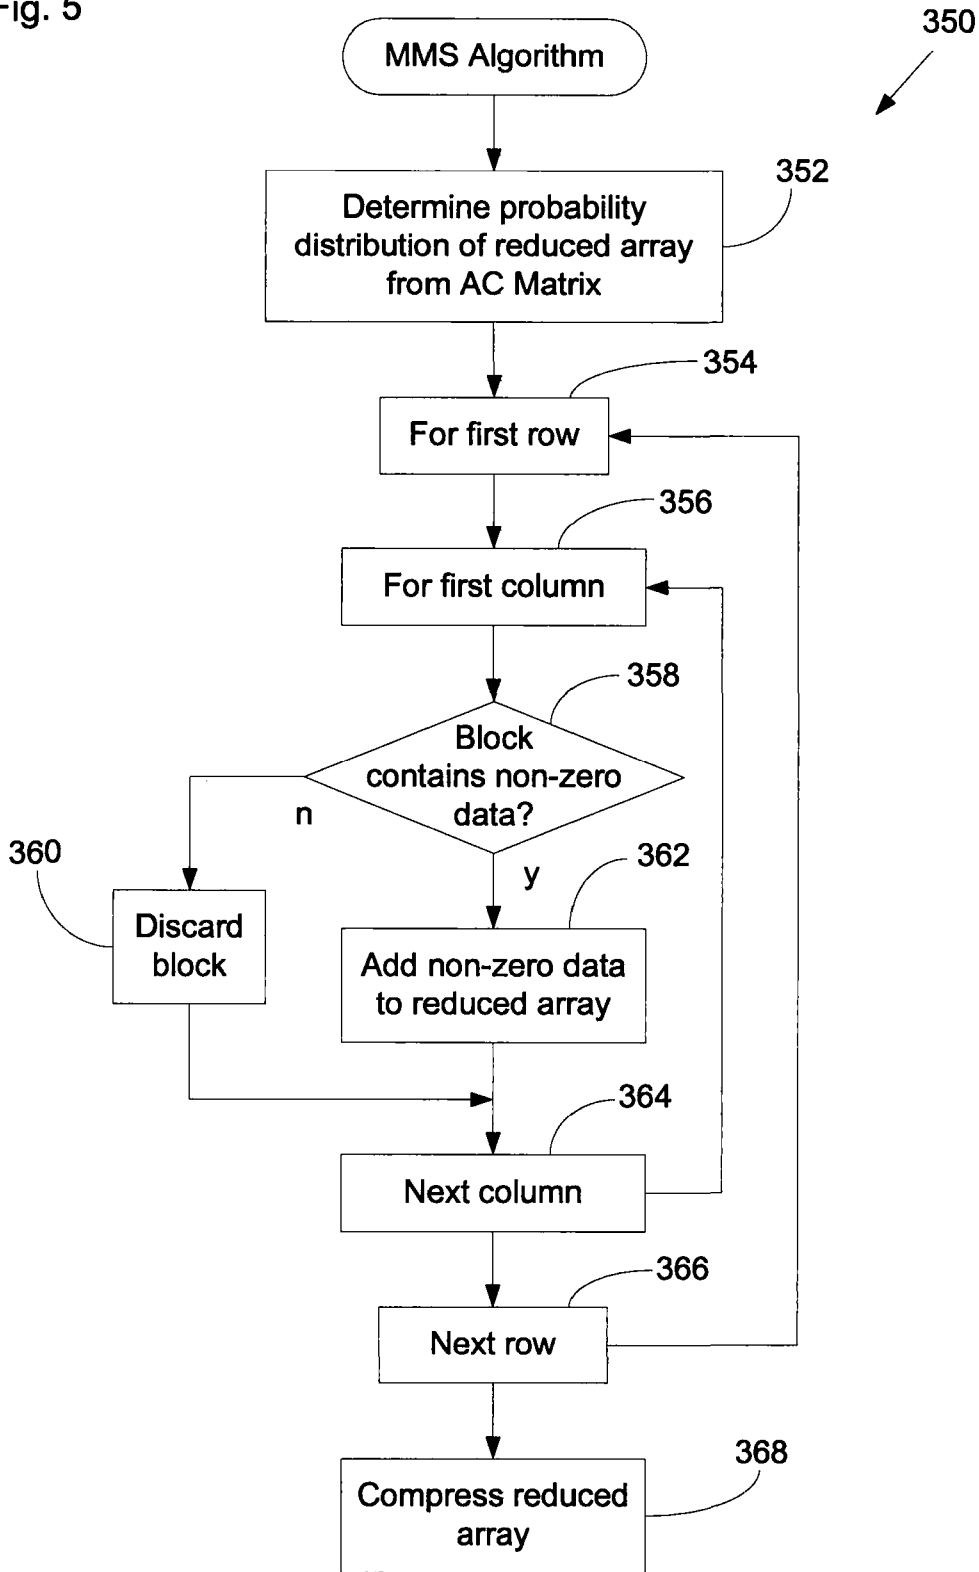 Fig. 5
350
MMS Algorithm
352
Determine probability
distribution of reduced array
from AC Matrix
354
For first row
356
For first column
358
Block
contains non-zero
data?
n
y
360
Discard
block
362
Add non-zero data
to reduced array
364
Next column
366
Next row
368
Compress reduced
array